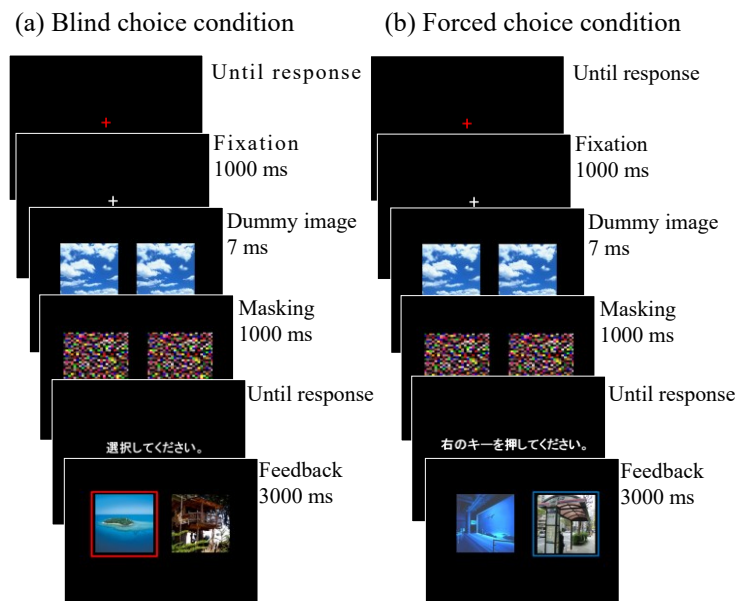 (a) Blind choice condition
Until response
Fixation
1000 ms
Dummy image
7 ms
Masking
1000 ms
Until response
選択してください。
Feedback
3000 ms
(b) Forced choice condition
Until response
Fixation
1000 ms
Dummy image
7 ms
Masking
1000 ms
Until response
右のキーを押してください。
Feedback
3000 ms